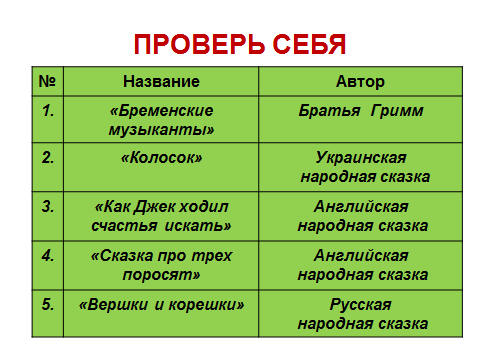 ПРОВЕРЬ СЕБЯ
№ Название Автор
1. «Бременские музыканты» Братья Гримм
2. «Колосок» Украинская народная сказка
3. «Как Джек ходил счастья искать» Английская народная сказка
4. «Сказка про трех поросят» Английская народная сказка
5. «Вершки и корешки» Русская народная сказка